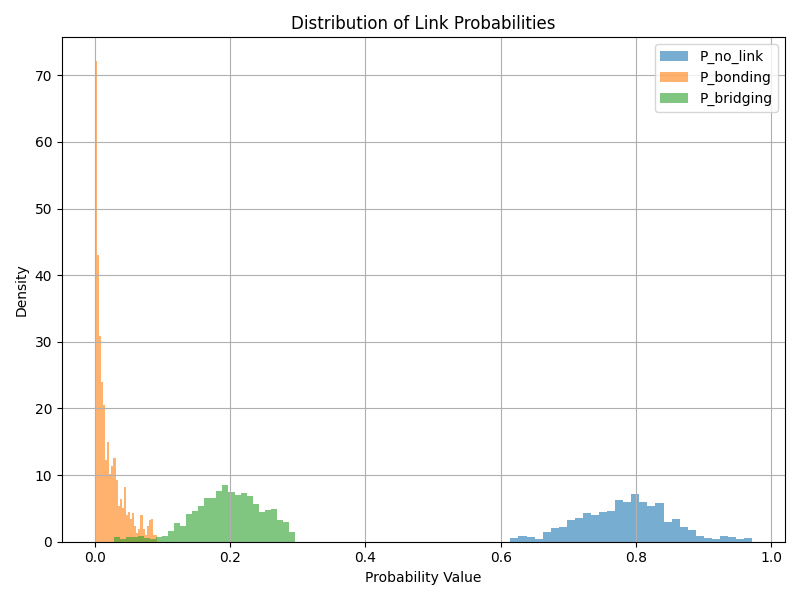 Distribution of Link Probabilities
P_no_link
P_bonding
P_bridging
Density
70
60
50
40
30
20
10
0
0.0 0.2 0.4 0.6 0.8 1.0
Probability Value